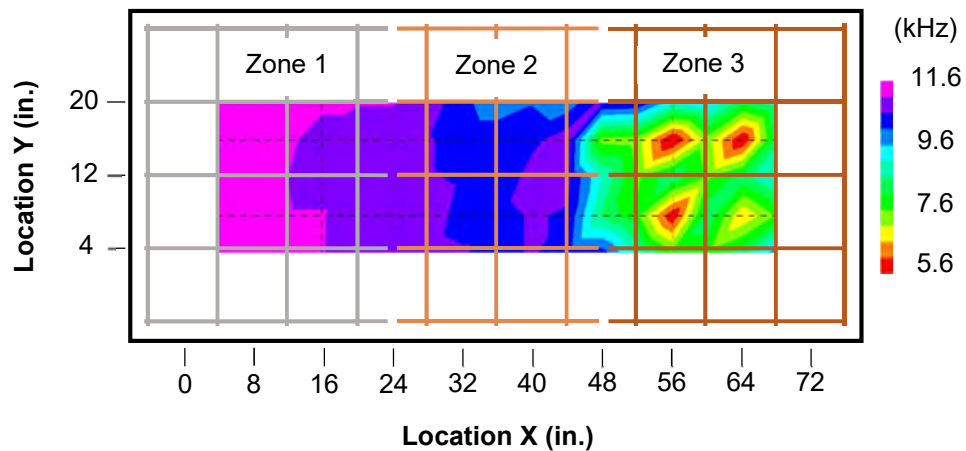 (kHz)
Zone 1 Zone 2 Zone 3
11.6
9.6
7.6
5.6
Location Y (in.)
20
12
4
0 8 16 24 32 40 48 56 64 72
Location X (in.)